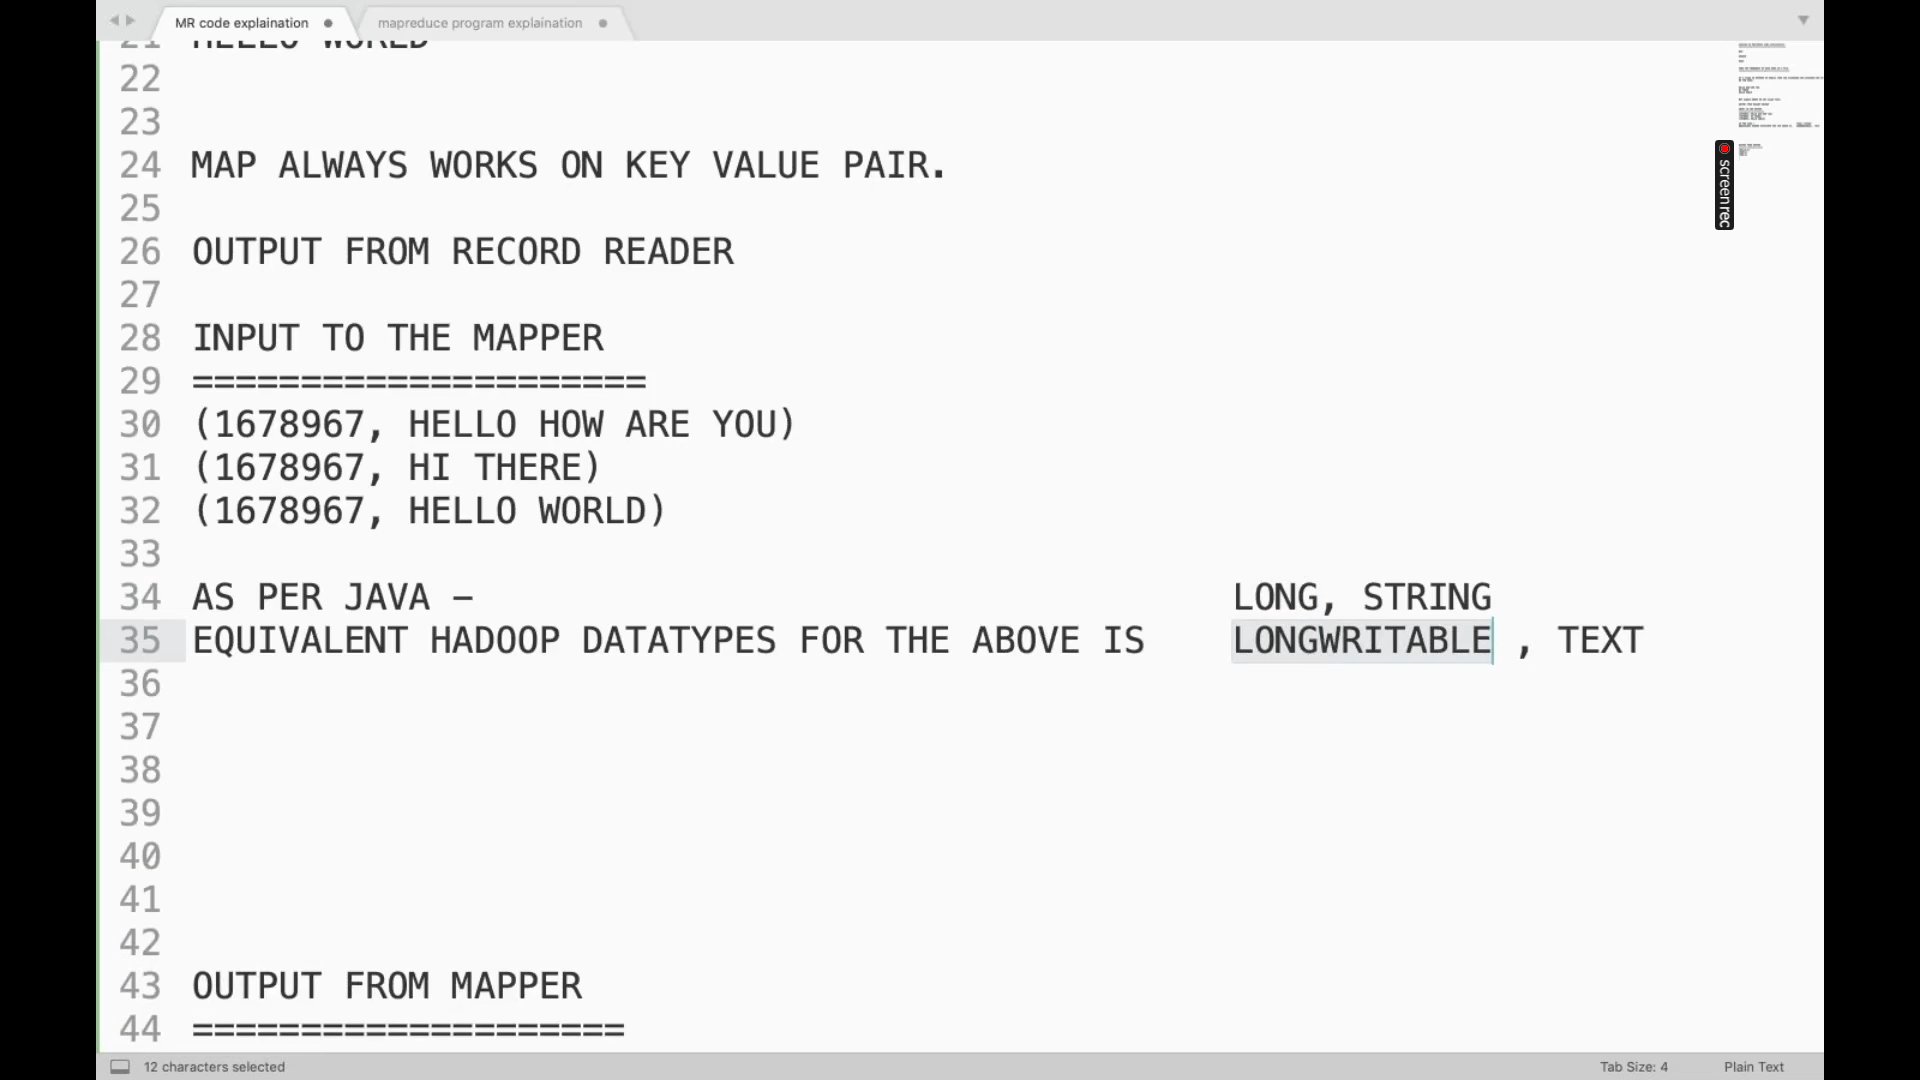 MR code explaination
mapreduce program explaination
21 HELLO WORLD
22
23
24 MAP ALWAYS WORKS ON KEY VALUE PAIR.
25
26 OUTPUT FROM RECORD READER
27
28 INPUT TO THE MAPPER
29 =====================
30 (1678967, HELLO HOW ARE YOU)
31 (1678967, HI THERE)
32 (1678967, HELLO WORLD)
33
34 AS PER JAVA – LONG, STRING
35 EQUIVALENT HADOOP DATATYPES FOR THE ABOVE IS LONGWRITABLE , TEXT
36
37
38
39
40
41
42
43 OUTPUT FROM MAPPER
44 ====================
screenrec
12 characters selected
Tab Size: 4
Plain Text